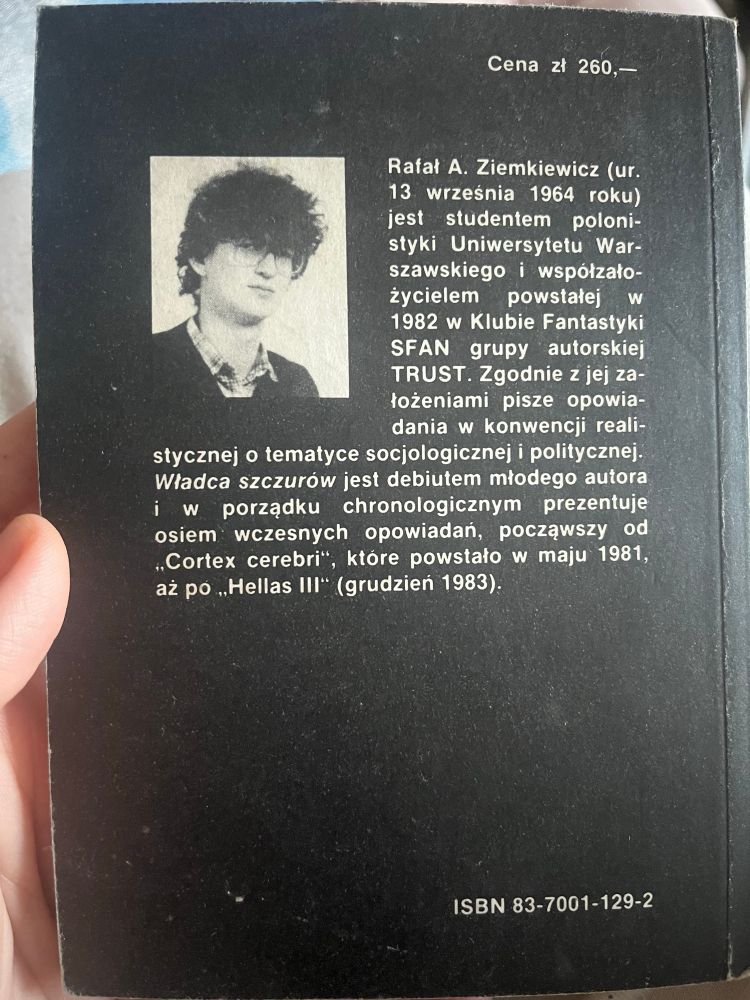 Cena zł 260,—
Rafał A. Ziemkiewicz (ur.
13 września 1964 roku)
jest studentem poloni-
styki Uniwersytetu War-
szawskiego i współzało-
życielem powstałej w
1982 w Klubie Fantastyki
SFAN grupy autorskiej
TRUST. Zgodnie z jej za-
łożeniami pisze opowia-
dania w konwencji reali-
stycznej o tematyce socjologicznej i politycznej.
Władca szczurów jest debiutem młodego autora
i w porządku chronologicznym prezentuje
osiem wczesnych opowiadań, począwszy od
„Cortex cerebri“, które powstało w maju 1981,
aż po „Hellas III“ (grudzień 1983).
ISBN 83-7001-129-2